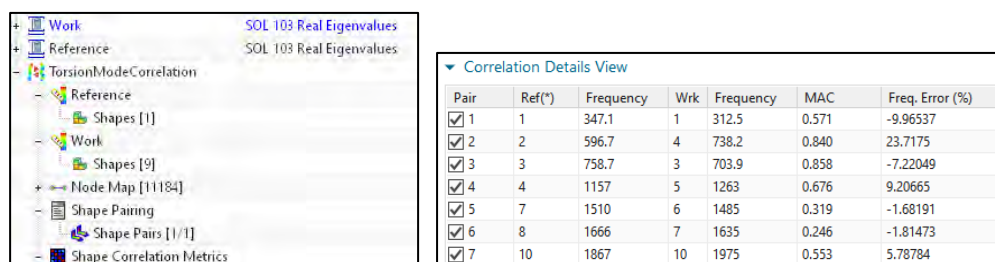 Work SOL 103 Real Eigenvalues
Reference SOL 103 Real Eigenvalues
TorsionModeCorrelation
Reference
Shapes [1]
Work
Shapes [9]
Node Map [11184]
Shape Pairing
Shape Pairs [1/1]
Shape Correlation Metrics
Correlation Details View
Pair Ref(*) Frequency Wrk Frequency MAC Freq. Error (%)
1 1 347.1 1 312.5 0.571 -9.96537
2 2 596.7 4 738.2 0.840 23.7175
3 3 758.7 3 703.9 0.858 -7.22049
4 4 1157 5 1263 0.676 9.20665
5 7 1510 6 1485 0.319 -1.68191
6 8 1666 7 1635 0.246 -1.81473
7 10 1867 10 1975 0.553 5.78784